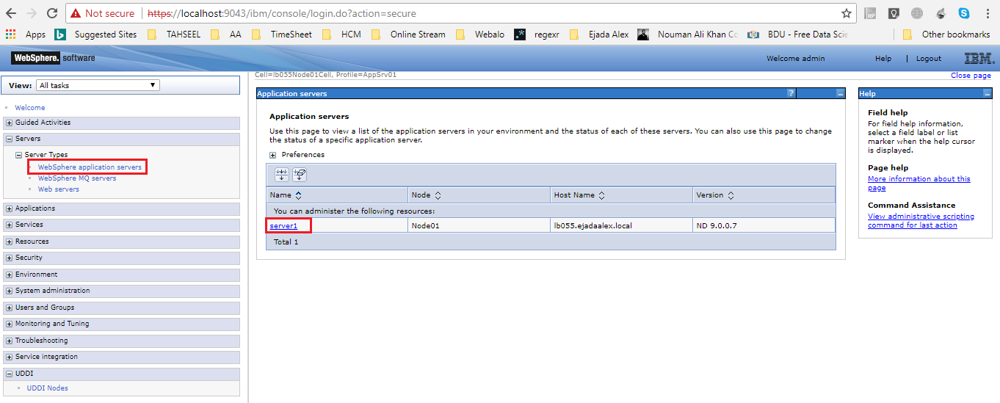 Not secure https://localhost:9043/ibm/console/login.do?action=secure
Apps Suggested Sites TAHSEEL AA TimeSheet HCM Online Stream Webalo regexr Ejada Alex Nouman Ali Khan Co BDU - Free Data Scie Other bookmarks
WebSphere. software Welcome admin Help | Logout IBM.
Cell=lb055Node01Cell, Profile=AppSrv01 Close page
View: All tasks
Welcome
Guided Activities
Servers
Server Types
WebSphere application servers
WebSphere MQ servers
Web servers
Applications
Services
Resources
Security
Environment
System administration
Users and Groups
Monitoring and Tuning
Troubleshooting
Service integration
UDDI
UDDI Nodes
Application servers ?
Application servers
Use this page to view a list of the application servers in your environment and the status of each of these servers. You can also use this page to change
the status of a specific application server.
Preferences
Name Node Host Name Version
You can administer the following resources:
server1 Node01 lb055.ejadaalex.local ND 9.0.0.7
Total 1
Help
Field help
For field help information,
select a field label or list
marker when the help cursor
is displayed.
Page help
More information about this
page
Command Assistance
View administrative scripting
command for last action